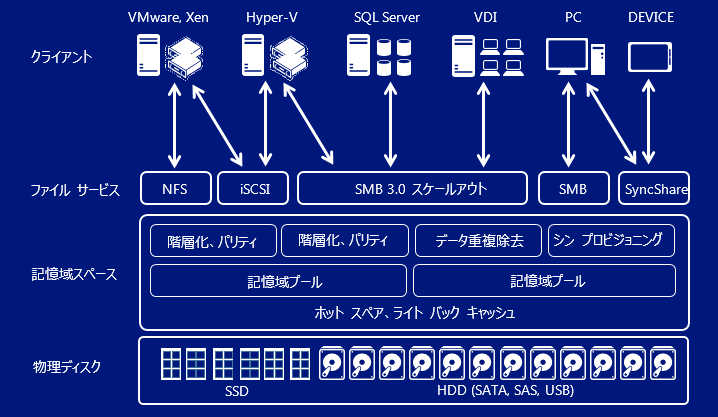 VMware, Xen Hyper-V SQL Server VDI PC DEVICE
クライアント
ファイル サービス NFS iSCSI SMB 3.0 スケールアウト SMB SyncShare
階層化、パリティ 階層化、パリティ データ重複除去 シン プロビジョニング
記憶域スペース 記憶域プール 記憶域プール
ホット スペア、ライト バック キャッシュ
物理ディスク
SSD HDD (SATA, SAS, USB)